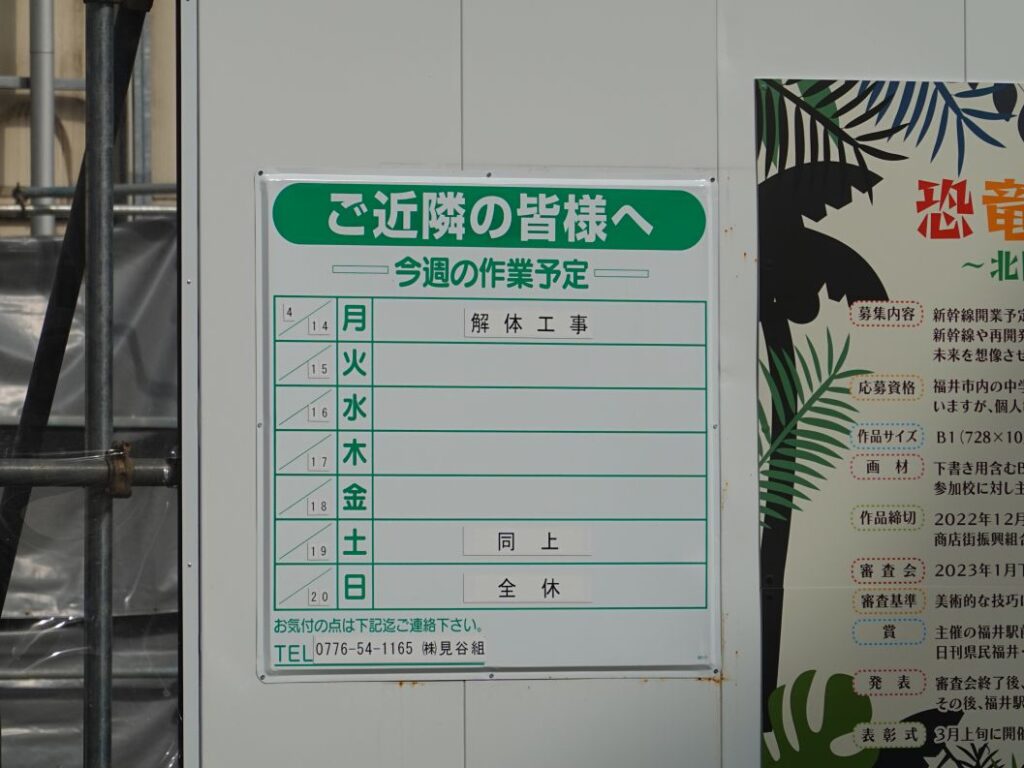 ご近隣の皆様へ
今週の作業予定
4/14 月 解体工事
15 火
16 水
17 木
18 金
19 土 同上
20 日 全休
お気付の点は下記迄ご連絡下さい。
TEL 0776-54-1165 ㈱見谷組
恐竜
～北
募集内容 新幹線開業予定
新幹線や再開発
未来を想像させ
応募資格 福井市内の中学
いますが、個人
作品サイズ B1(728×10
画材 下書き用含むB
参加校に対し主
作品締切 2022年12月
商店街振興組合
審査会 2023年1月下
審査基準 美術的な技巧
賞 主催の福井駅前
日刊県民福井・
発表 審査会終了後、
その後、福井駅
表彰式 3月上旬に開催